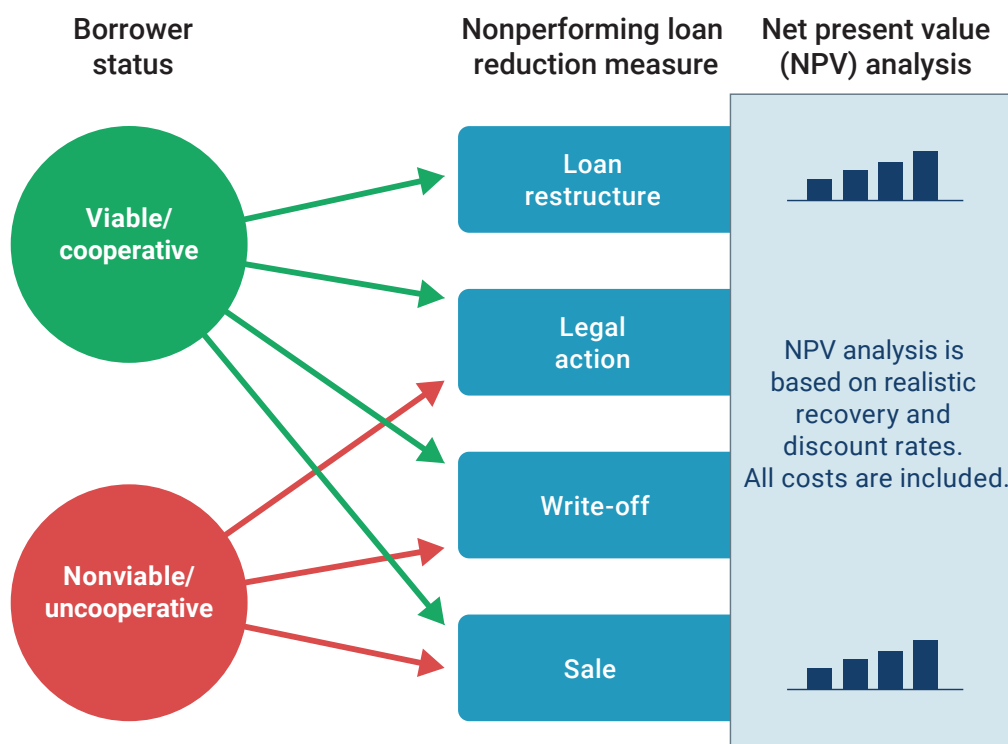 Borrower
status
Nonperforming loan
reduction measure
Net present value
(NPV) analysis
Viable/
cooperative
Nonviable/
uncooperative
Loan
restructure
Legal
action
Write-off
Sale
NPV analysis is
based on realistic
recovery and
discount rates.
All costs are included.